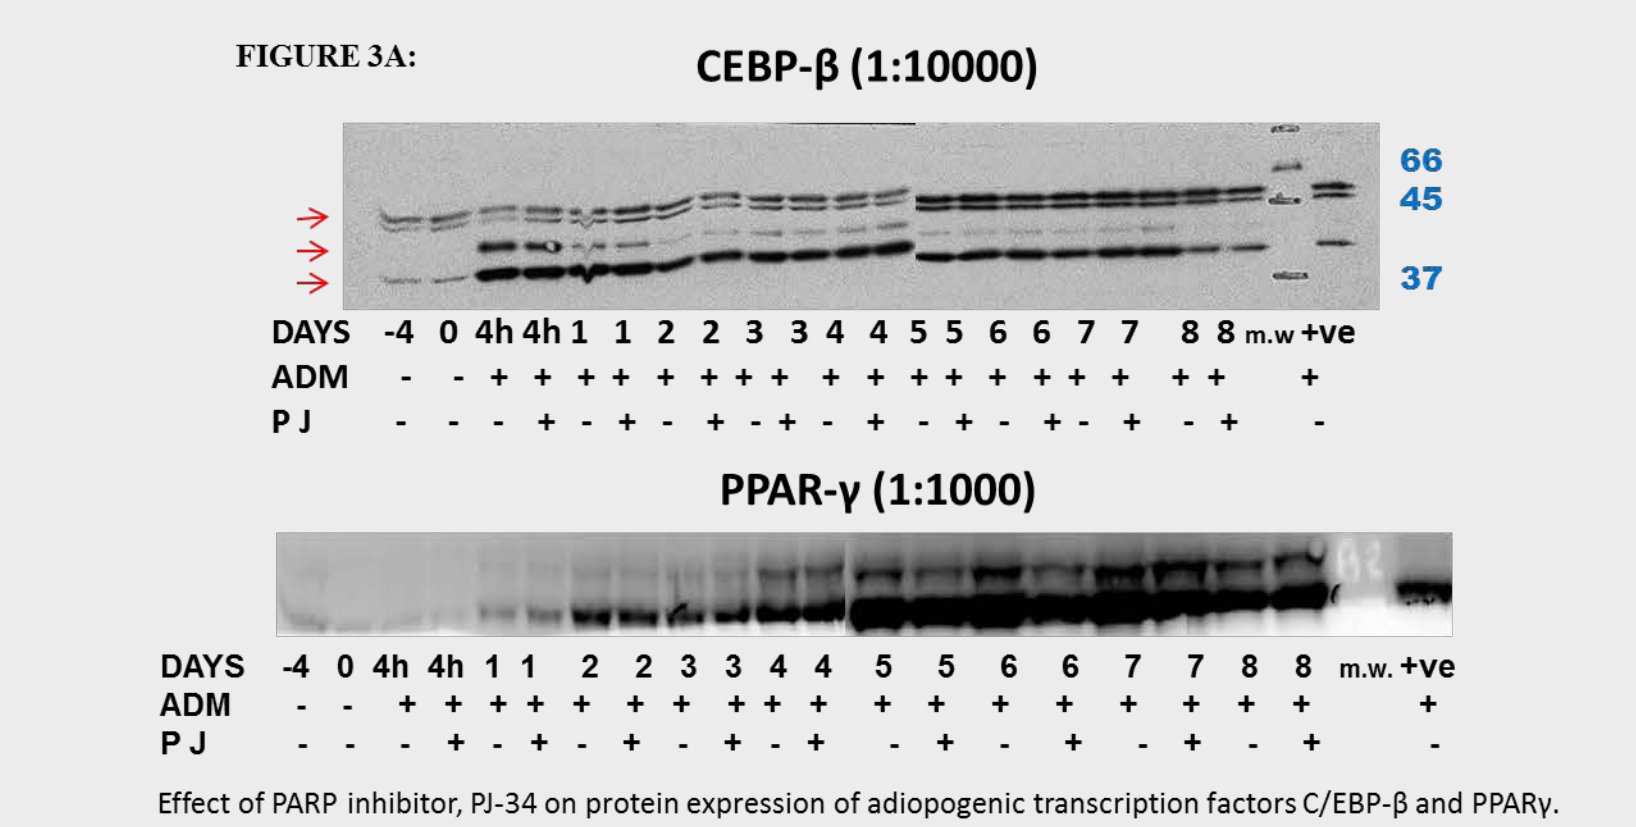 FIGURE 3A:
CEBP-β (1:10000)
66
45
37
DAYS -4 0 4h 4h 1 1 2 2 3 3 4 4 5 5 6 6 7 7 8 8 m.w +ve
ADM - - + + + + + + + + + + + + + + + + + + +
P J - - - + - + - + - + - + - + - + - + - + -
PPAR-γ (1:1000)
DAYS -4 0 4h 4h 1 1 2 2 3 3 4 4 5 5 6 6 7 7 8 8 m.w. +ve
ADM - - + + + + + + + + + + + + + + + + + + +
P J - - - + - + - + - + - + - + - + - + - + -
Effect of PARP inhibitor, PJ-34 on protein expression of adiopogenic transcription factors C/EBP-β and PPARγ.